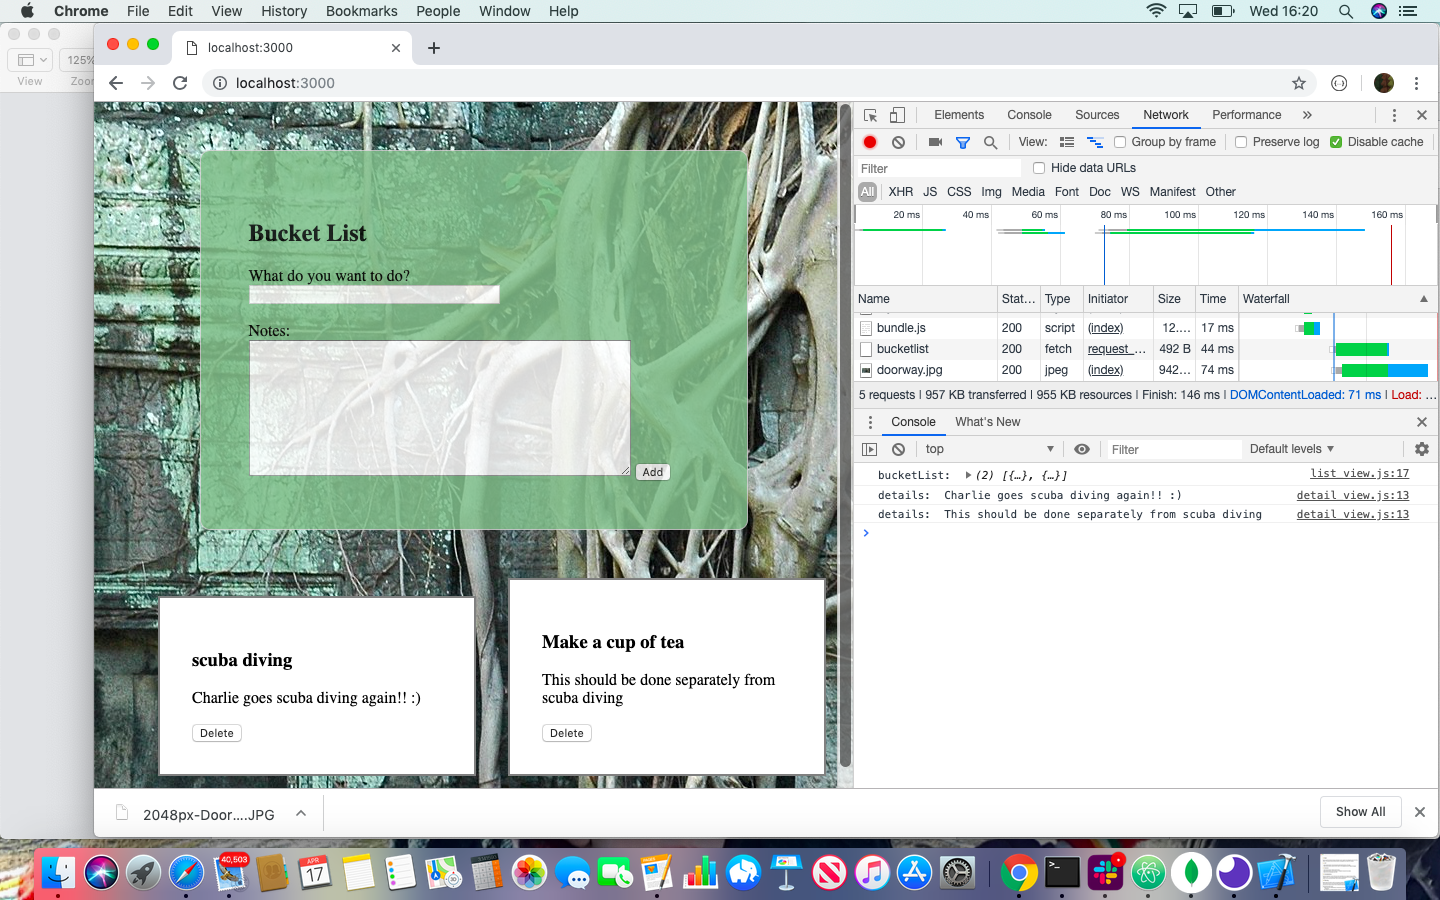 Chrome File Edit View History Bookmarks People Window Help Wed 16:20
125%
View Zoo
localhost:3000
localhost:3000
Bucket List
What do you want to do?
Notes:
Add
scuba diving
Charlie goes scuba diving again!! :)
Delete
Make a cup of tea
This should be done separately from
scuba diving
Delete
Elements Console Sources Network Performance »
View: Group by frame Preserve log Disable cache
Filter Hide data URLs
All XHR JS CSS Img Media Font Doc WS Manifest Other
20 ms 40 ms 60 ms 80 ms 100 ms 120 ms 140 ms 160 ms
Name Stat... Type Initiator Size Time Waterfall
bundle.js 200 script (index) 12.... 17 ms
bucketlist 200 fetch request_... 492 B 44 ms
doorway.jpg 200 jpeg (index) 942... 74 ms
5 requests | 957 KB transferred | 955 KB resources | Finish: 146 ms | DOMContentLoaded: 71 ms | Load: ...
Console What's New
top Filter Default levels
bucketList: (2) [{…}, {…}] list_view.js:17
details: Charlie goes scuba diving again!! :) detail_view.js:13
details: This should be done separately from scuba diving detail_view.js:13
2048px-Door....JPG Show All
40,503
APR
17